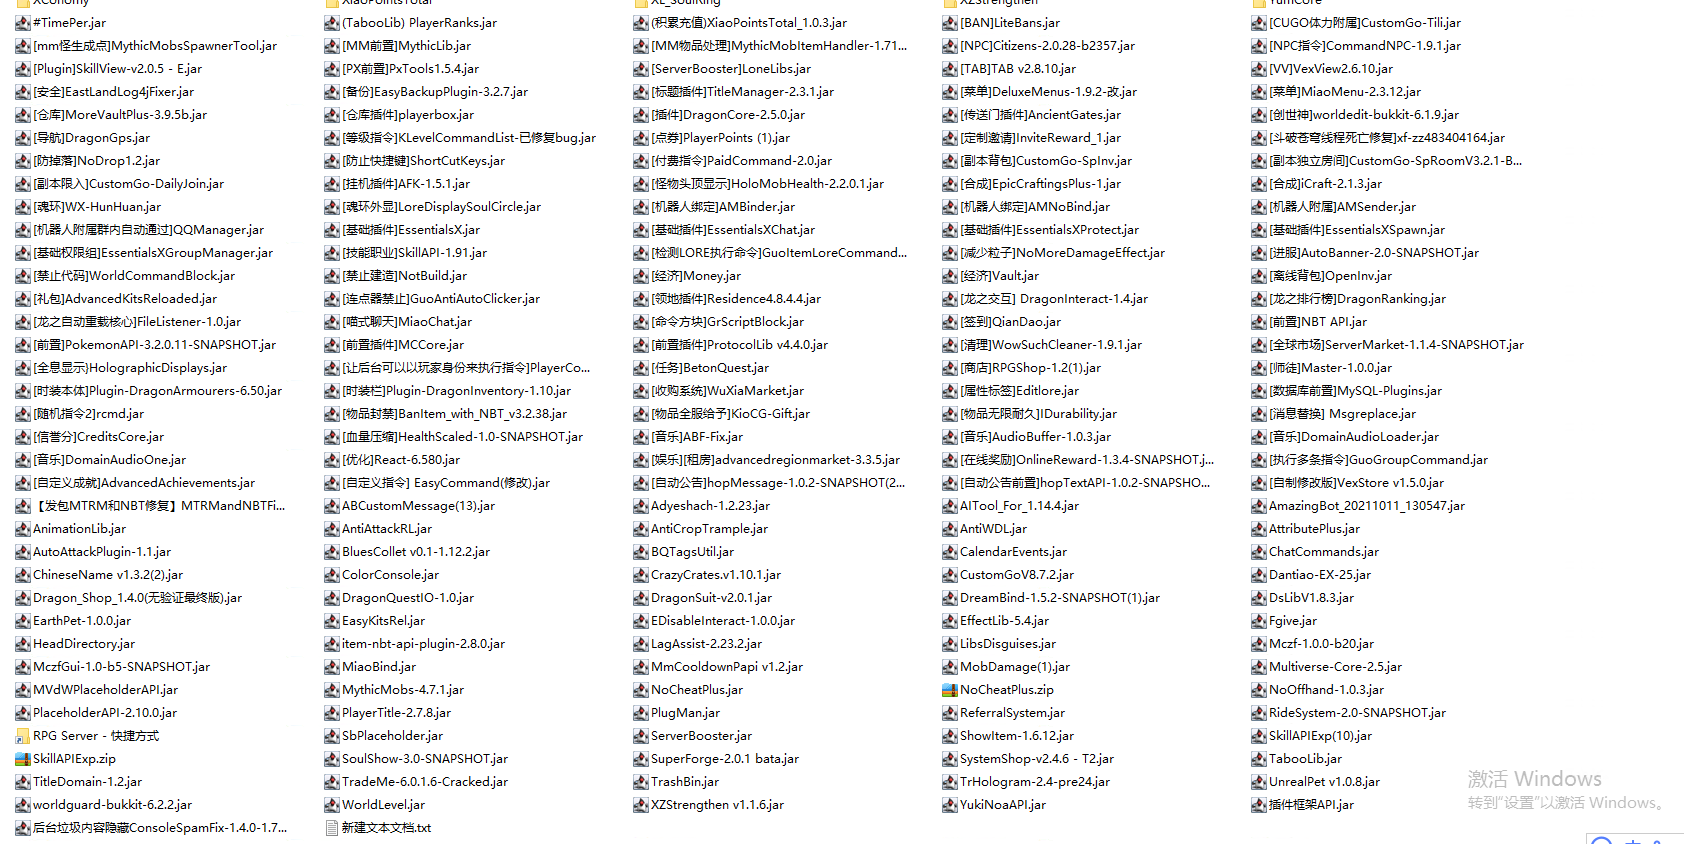 XConomy XiaoPointsTotal XL_SoulRing XZStrengthen YumCore
#TimePer.jar (TabooLib) PlayerRanks.jar (积累充值)XiaoPointsTotal_1.0.3.jar [BAN]LiteBans.jar [CUGO体力附属]CustomGo-Tili.jar
[mm怪生成点]MythicMobsSpawnerTool.jar [MM前置]MythicLib.jar [MM物品处理]MythicMobItemHandler-1.71... [NPC]Citizens-2.0.28-b2357.jar [NPC指令]CommandNPC-1.9.1.jar
[Plugin]SkillView-v2.0.5 - E.jar [PX前置]PxTools1.5.4.jar [ServerBooster]LoneLibs.jar [TAB]TAB v2.8.10.jar [VV]VexView2.6.10.jar
[安全]EastLandLog4jFixer.jar [备份]EasyBackupPlugin-3.2.7.jar [标题插件]TitleManager-2.3.1.jar [菜单]DeluxeMenus-1.9.2-改.jar [菜单]MiaoMenu-2.3.12.jar
[仓库]MoreVaultPlus-3.9.5b.jar [仓库插件]playerbox.jar [插件]DragonCore-2.5.0.jar [传送门插件]AncientGates.jar [创世神]worldedit-bukkit-6.1.9.jar
[导航]DragonGps.jar [等级指令]KLevelCommandList-已修复bug.jar [点券]PlayerPoints (1).jar [定制邀请]InviteReward_1.jar [斗破苍穹线程死亡修复]xf-zz483404164.jar
[防掉落]NoDrop1.2.jar [防止快捷键]ShortCutKeys.jar [付费指令]PaidCommand-2.0.jar [副本背包]CustomGo-SpInv.jar [副本独立房间]CustomGo-SpRoomV3.2.1-B...
[副本限入]CustomGo-DailyJoin.jar [挂机插件]AFK-1.5.1.jar [怪物头顶显示]HoloMobHealth-2.2.0.1.jar [合成]EpicCraftingsPlus-1.jar [合成]iCraft-2.1.3.jar
[魂环]WX-HunHuan.jar [魂环外显]LoreDisplaySoulCircle.jar [机器人绑定]AMBinder.jar [机器人绑定]AMNoBind.jar [机器人附属]AMSender.jar
[机器人附属群内自动通过]QQManager.jar [基础插件]EssentialsX.jar [基础插件]EssentialsXChat.jar [基础插件]EssentialsXProtect.jar [基础插件]EssentialsXSpawn.jar
[基础权限组]EssentialsXGroupManager.jar [技能职业]SkillAPI-1.91.jar [检测LORE执行命令]GuoItemLoreCommand... [减少粒子]NoMoreDamageEffect.jar [进服]AutoBanner-2.0-SNAPSHOT.jar
[禁止代码]WorldCommandBlock.jar [禁止建造]NotBuild.jar [经济]Money.jar [经济]Vault.jar [离线背包]OpenInv.jar
[礼包]AdvancedKitsReloaded.jar [连点器禁止]GuoAntiAutoClicker.jar [领地插件]Residence4.8.4.4.jar [龙之交互] DragonInteract-1.4.jar [龙之排行榜]DragonRanking.jar
[龙之自动重载核心]FileListener-1.0.jar [喵式聊天]MiaoChat.jar [命令方块]GrScriptBlock.jar [签到]QianDao.jar [前置]NBT API.jar
[前置]PokemonAPI-3.2.0.11-SNAPSHOT.jar [前置插件]MCCore.jar [前置插件]ProtocolLib v4.4.0.jar [清理]WowSuchCleaner-1.9.1.jar [全球市场]ServerMarket-1.1.4-SNAPSHOT.jar
[全息显示]HolographicDisplays.jar [让后台可以以玩家身份来执行指令]PlayerCo... [任务]BetonQuest.jar [商店]RPGShop-1.2(1).jar [师徒]Master-1.0.0.jar
[时装本体]Plugin-DragonArmourers-6.50.jar [时装栏]Plugin-DragonInventory-1.10.jar [收购系统]WuXiaMarket.jar [属性标签]Editlore.jar [数据库前置]MySQL-Plugins.jar
[随机指令2]rcmd.jar [物品封禁]BanItem_with_NBT_v3.2.38.jar [物品全服给予]KioCG-Gift.jar [物品无限耐久]IDurability.jar [消息替换] Msgreplace.jar
[信誉分]CreditsCore.jar [血量压缩]HealthScaled-1.0-SNAPSHOT.jar [音乐]ABF-Fix.jar [音乐]AudioBuffer-1.0.3.jar [音乐]DomainAudioLoader.jar
[音乐]DomainAudioOne.jar [优化]React-6.580.jar [娱乐][租房]advancedregionmarket-3.3.5.jar [在线奖励]OnlineReward-1.3.4-SNAPSHOT.j... [执行多条指令]GuoGroupCommand.jar
[自定义成就]AdvancedAchievements.jar [自定义指令] EasyCommand(修改).jar [自动公告]hopMessage-1.0.2-SNAPSHOT(2... [自动公告前置]hopTextAPI-1.0.2-SNAPSHO... [自制修改版]VexStore v1.5.0.jar
【发包MTRM和NBT修复】MTRMandNBTFi... ABCustomMessage(13).jar Adyeshach-1.2.23.jar AITool_For_1.14.4.jar AmazingBot_20211011_130547.jar
AnimationLib.jar AntiAttackRL.jar AntiCropTrample.jar AntiWDL.jar AttributePlus.jar
AutoAttackPlugin-1.1.jar BluesCollet v0.1-1.12.2.jar BQTagsUtil.jar CalendarEvents.jar ChatCommands.jar
ChineseName v1.3.2(2).jar ColorConsole.jar CrazyCrates.v1.10.1.jar CustomGoV8.7.2.jar Dantiao-EX-25.jar
Dragon_Shop_1.4.0(无验证最终版).jar DragonQuestIO-1.0.jar DragonSuit-v2.0.1.jar DreamBind-1.5.2-SNAPSHOT(1).jar DsLibV1.8.3.jar
EarthPet-1.0.0.jar EasyKitsRel.jar EDisableInteract-1.0.0.jar EffectLib-5.4.jar Fgive.jar
HeadDirectory.jar item-nbt-api-plugin-2.8.0.jar LagAssist-2.23.2.jar LibsDisguises.jar Mczf-1.0.0-b20.jar
MczfGui-1.0-b5-SNAPSHOT.jar MiaoBind.jar MmCooldownPapi v1.2.jar MobDamage(1).jar Multiverse-Core-2.5.jar
MVdWPlaceholderAPI.jar MythicMobs-4.7.1.jar NoCheatPlus.jar NoCheatPlus.zip NoOffhand-1.0.3.jar
PlaceholderAPI-2.10.0.jar PlayerTitle-2.7.8.jar PlugMan.jar ReferralSystem.jar RideSystem-2.0-SNAPSHOT.jar
RPG Server - 快捷方式 SbPlaceholder.jar ServerBooster.jar ShowItem-1.6.12.jar SkillAPIExp(10).jar
SkillAPIExp.zip SoulShow-3.0-SNAPSHOT.jar SuperForge-2.0.1 bata.jar SystemShop-v2.4.6 - T2.jar TabooLib.jar
TitleDomain-1.2.jar TradeMe-6.0.1.6-Cracked.jar TrashBin.jar TrHologram-2.4-pre24.jar UnrealPet v1.0.8.jar
worldguard-bukkit-6.2.2.jar WorldLevel.jar XZStrengthen v1.1.6.jar YukiNoaAPI.jar 插件框架API.jar
后台垃圾内容隐藏ConsoleSpamFix-1.4.0-1.7... 新建文本文档.txt
激活 Windows
转到"设置"以激活 Windows。